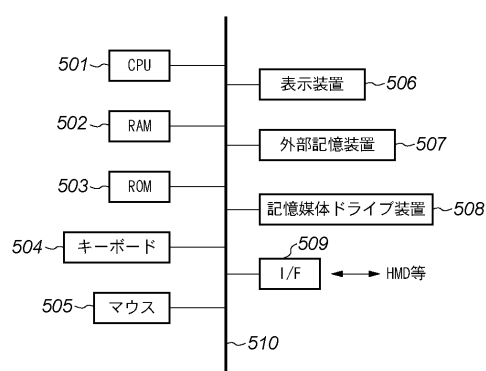 501 CPU
502 RAM
503 ROM
504 キーボード
505 マウス
表示装置 506
外部記憶装置 507
記憶媒体ドライブ装置 508
509
I/F HMD等
510